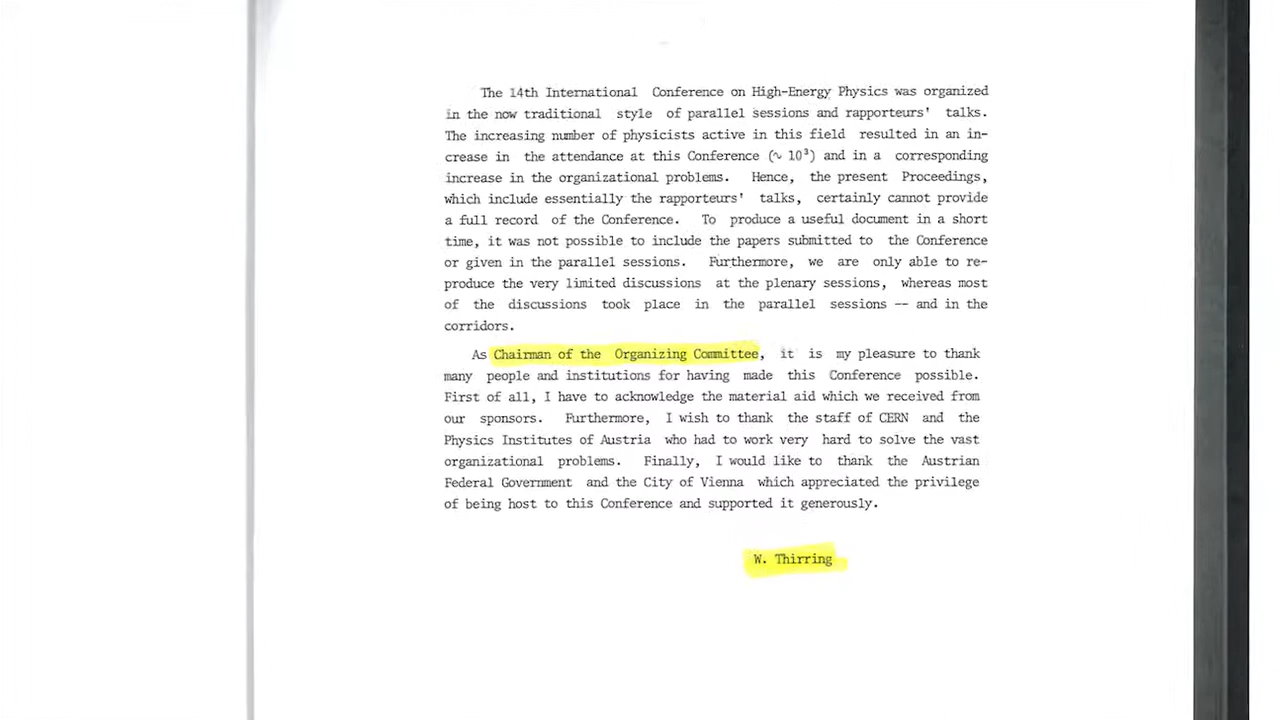 The 14th International Conference on High-Energy Physics was organized
in the now traditional style of parallel sessions and rapporteurs' talks.
The increasing number of physicists active in this field resulted in an in-
crease in the attendance at this Conference (~ 10³) and in a corresponding
increase in the organizational problems. Hence, the present Proceedings,
which include essentially the rapporteurs' talks, certainly cannot provide
a full record of the Conference. To produce a useful document in a short
time, it was not possible to include the papers submitted to the Conference
or given in the parallel sessions. Furthermore, we are only able to re-
produce the very limited discussions at the plenary sessions, whereas most
of the discussions took place in the parallel sessions -- and in the
corridors.
As Chairman of the Organizing Committee, it is my pleasure to thank
many people and institutions for having made this Conference possible.
First of all, I have to acknowledge the material aid which we received from
our sponsors. Furthermore, I wish to thank the staff of CERN and the
Physics Institutes of Austria who had to work very hard to solve the vast
organizational problems. Finally, I would like to thank the Austrian
Federal Government and the City of Vienna which appreciated the privilege
of being host to this Conference and supported it generously.
W. Thirring